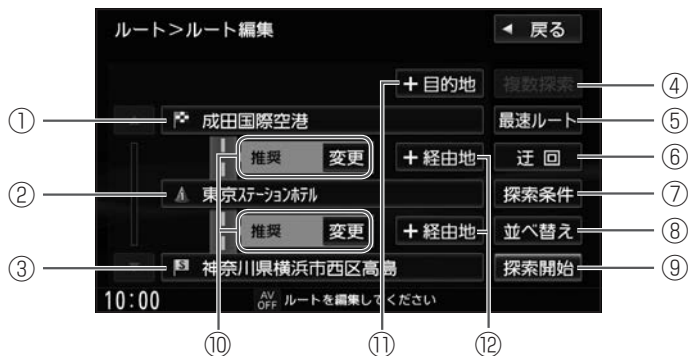 ルート＞ルート編集
◀ 戻る
＋目的地
複数探索
④
①
成田国際空港
最速ルート
⑤
推奨
変更
＋経由地
迂 回
⑥
②
東京ステーションホテル
探索条件
⑦
推奨
変更
＋経由地
並べ替え
⑧
③
S
神奈川県横浜市西区高島
探索開始
⑨
10:00
AV OFF
ルートを編集してください
⑩
⑪
⑫